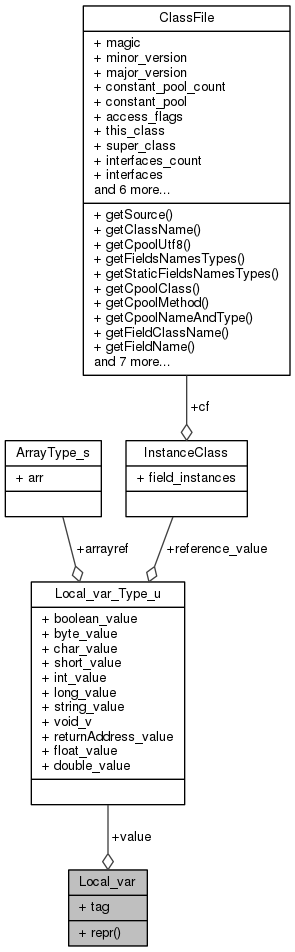 ClassFile
+ magic
+ minor_version
+ major_version
+ constant_pool_count
+ constant_pool
+ access_flags
+ this_class
+ super_class
+ interfaces_count
+ interfaces
and 6 more...
+ getSource()
+ getClassName()
+ getCpoolUtf8()
+ getFieldsNamesTypes()
+ getStaticFieldsNamesTypes()
+ getCpoolClass()
+ getCpoolMethod()
+ getCpoolNameAndType()
+ getFieldClassName()
+ getFieldName()
and 7 more...
+cf
ArrayType_s
+ arr
InstanceClass
+ field_instances
+arrayref
+reference_value
Local_var_Type_u
+ boolean_value
+ byte_value
+ char_value
+ short_value
+ int_value
+ long_value
+ string_value
+ void_v
+ returnAddress_value
+ float_value
+ double_value
+value
Local_var
+ tag
+ repr()